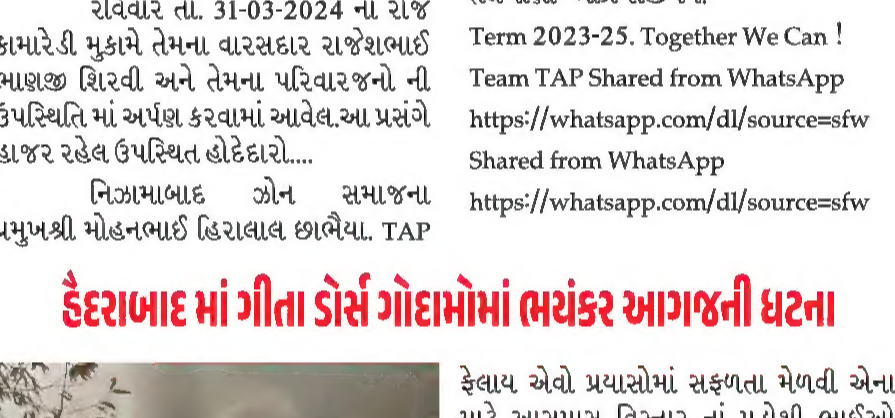 રવિવાર તા. 31-03-2024 ના રોજ
કામારેડી મુકામે તેમના વારસદાર રાજેશભાઈ
ભાણજી શિરવી અને તેમના પરિવારજનો ની
ઉપસ્થિતિ માં અર્પણ કરવામાં આવેલ.આ પ્રસંગે
હાજર રહેલ ઉપસ્થિત હોદેદારો....
નિઝામાબાદ ઝોન સમાજના
પ્રમુખશ્રી મોહનભાઈ હિરાલાલ છાભૈયા. TAP
Term 2023-25. Together We Can !
Team TAP Shared from WhatsApp
https://whatsapp.com/dl/source=sfw
Shared from WhatsApp
https://whatsapp.com/dl/source=sfw
હૈદરાબાદ માં ગીતા ડોર્સ ગોદામોમાં ભયંકર આગજની ઘટના
ફેલાય એવો પ્રયાસોમાં સફળતા મેળવી એના